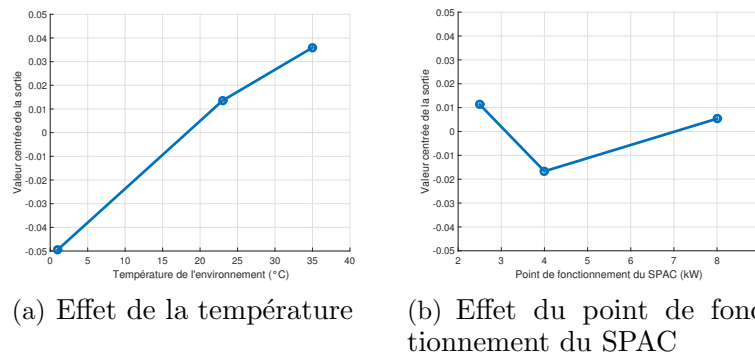 0.05
0.04
0.03
0.02
0.01
0
-0.01
-0.02
-0.03
-0.04
-0.05
Valeur centrée de la sortie
0 5 10 15 20 25 30 35 40
Température de l'environnement (°C)
(a) Effet de la température
0.05
0.04
0.03
0.02
0.01
0
-0.01
-0.02
-0.03
-0.04
-0.05
Valeur centrée de la sortie
2 3 4 5 6 7 8
Point de fonctionnement du SPAC (kW)
(b) Effet du point de fonc
tionnement du SPAC